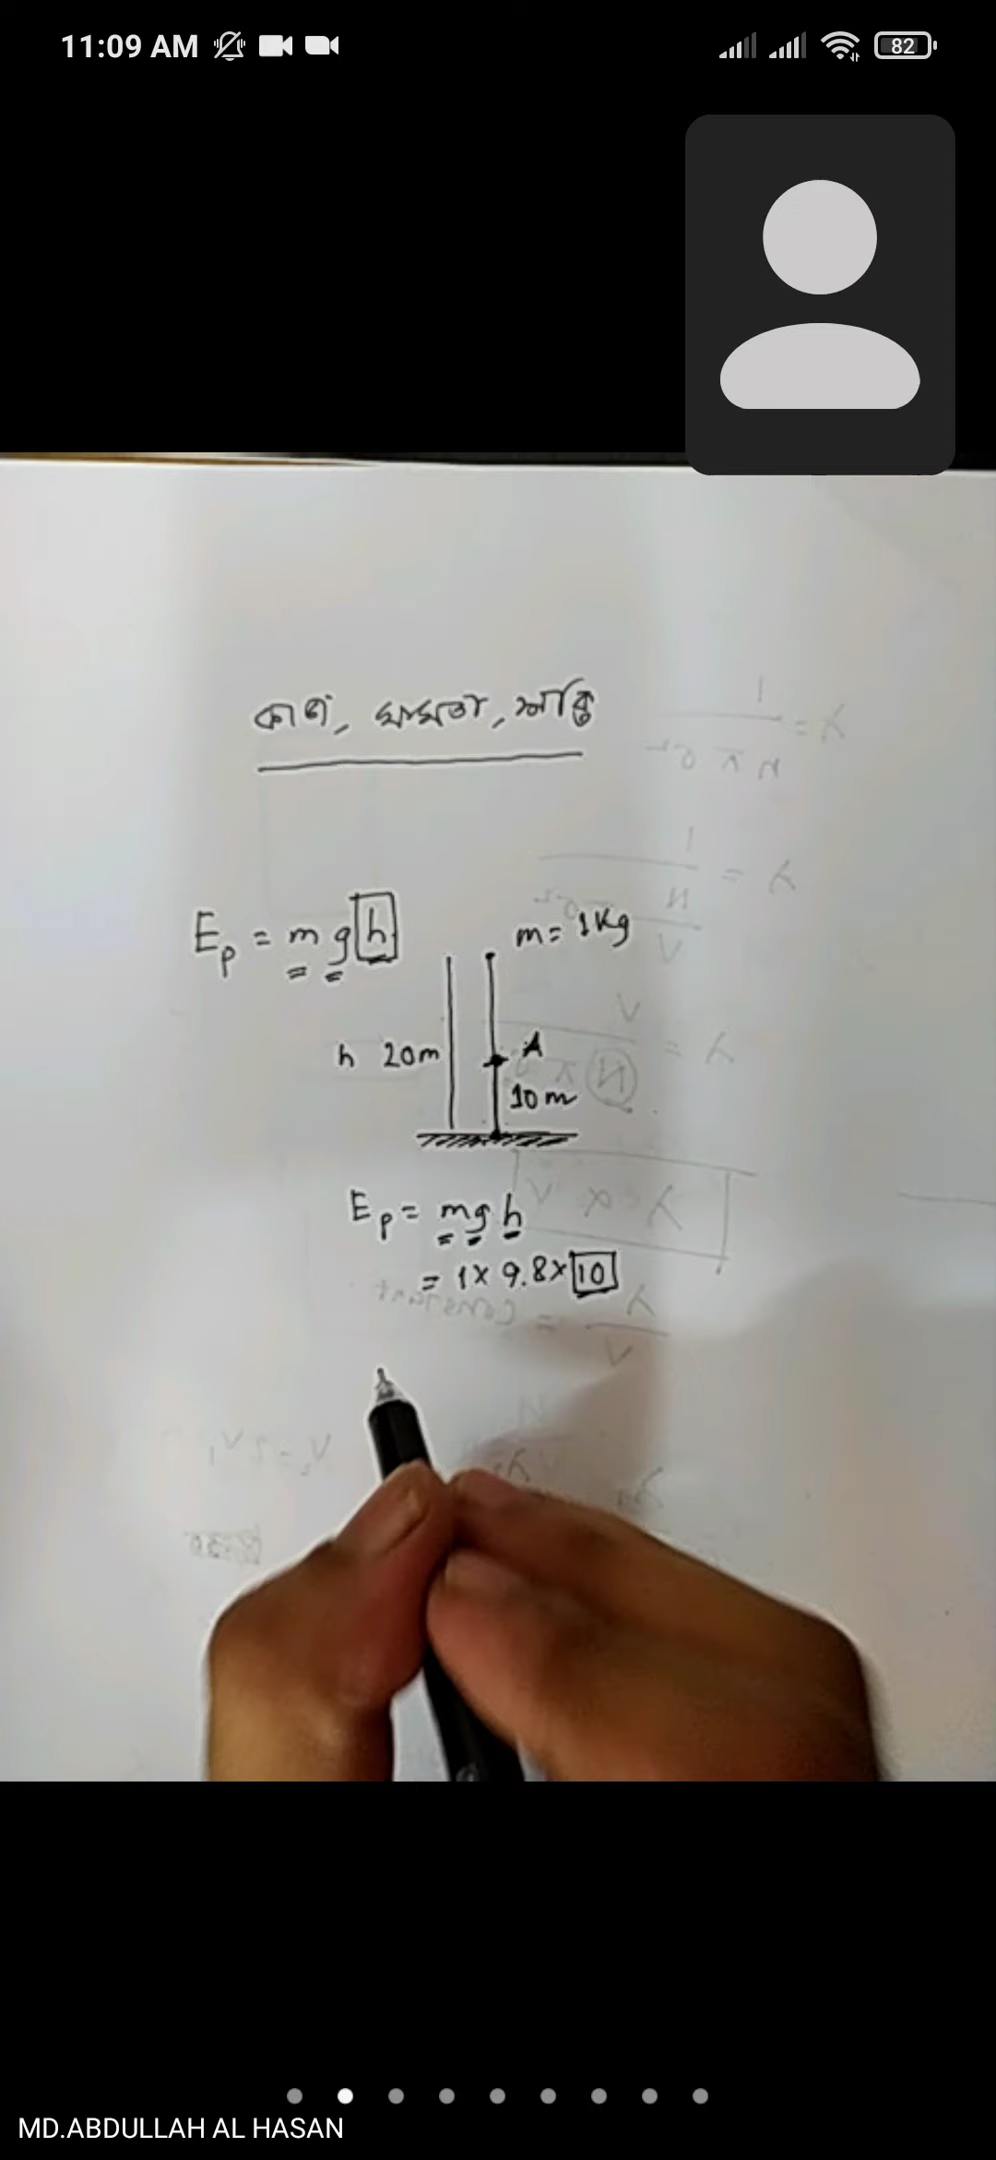 11:09 AM
82
কাজ, ক্ষমতা, শক্তি
Ep = mgh
m = 1kg
h 20m
A
10m
Ep = mgh
= 1 × 9.8 × 10
MD.ABDULLAH AL HASAN